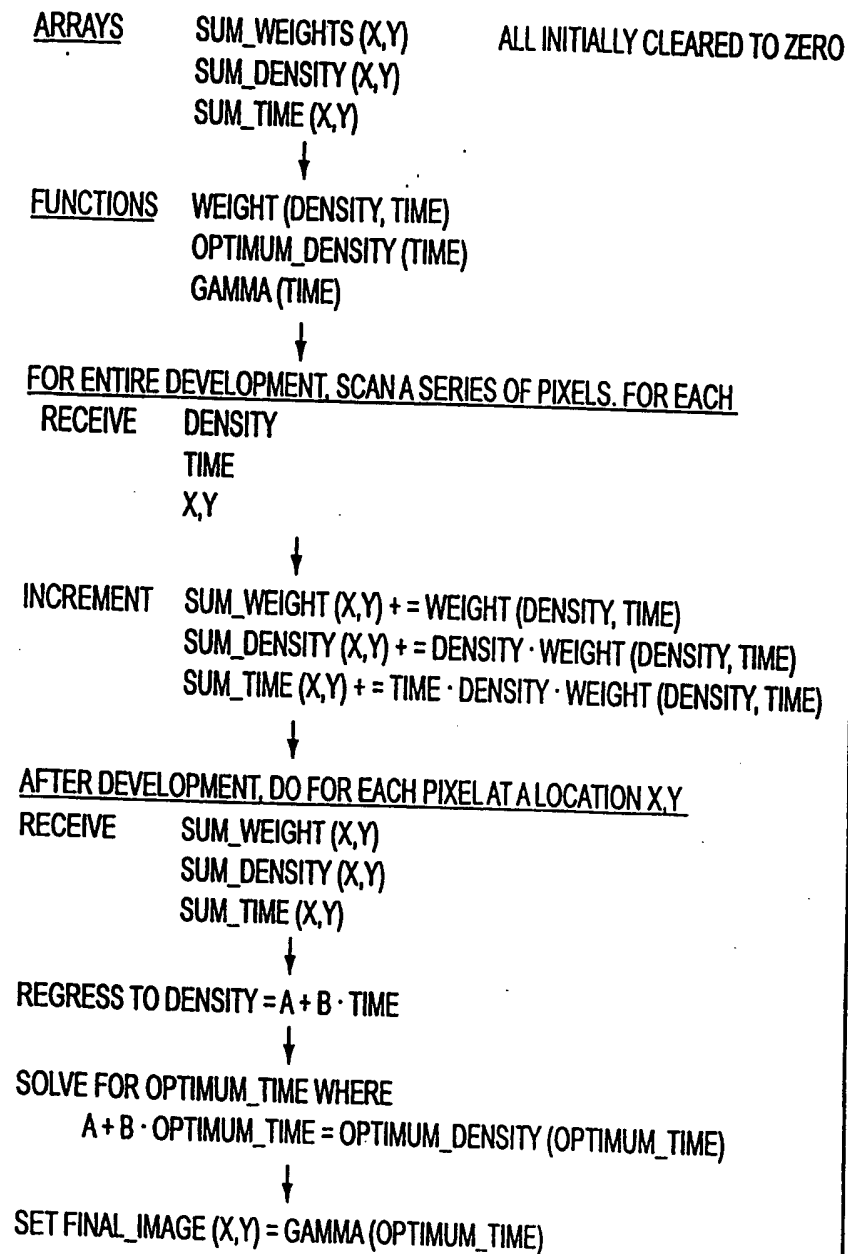 ARRAYS SUM_WEIGHTS (X,Y) ALL INITIALLY CLEARED TO ZERO
SUM_DENSITY (X,Y)
SUM_TIME (X,Y)
FUNCTIONS WEIGHT (DENSITY, TIME)
OPTIMUM_DENSITY (TIME)
GAMMA (TIME)
FOR ENTIRE DEVELOPMENT, SCAN A SERIES OF PIXELS. FOR EACH
RECEIVE DENSITY
TIME
X,Y
INCREMENT SUM_WEIGHT (X,Y) + = WEIGHT (DENSITY, TIME)
SUM_DENSITY (X,Y) + = DENSITY · WEIGHT (DENSITY, TIME)
SUM_TIME (X,Y) + = TIME · DENSITY · WEIGHT (DENSITY, TIME)
AFTER DEVELOPMENT, DO FOR EACH PIXEL AT A LOCATION X,Y
RECEIVE SUM_WEIGHT (X,Y)
SUM_DENSITY (X,Y)
SUM_TIME (X,Y)
REGRESS TO DENSITY = A + B · TIME
SOLVE FOR OPTIMUM_TIME WHERE
A + B · OPTIMUM_TIME = OPTIMUM_DENSITY (OPTIMUM_TIME)
SET FINAL_IMAGE (X,Y) = GAMMA (OPTIMUM_TIME)